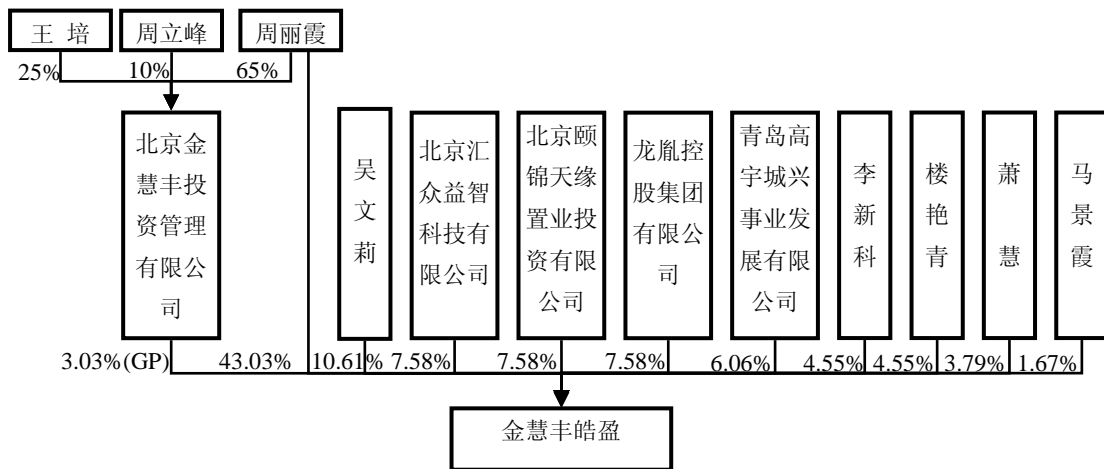 王 培
周立峰
周丽霞
25%
10%
65%
北京金
慧丰投
资管理
有限公
司
吴
文
莉
北京汇
众益智
科技有
限公司
北京颐
锦天缘
置业投
资有限
公司
龙胤控
股集团
有限公
司
青岛高
宇城兴
事业发
展有限
公司
李
新
科
楼
艳
青
萧
慧
马
景
霞
3.03%(GP)
43.03%
10.61%
7.58%
7.58%
7.58%
6.06%
4.55%
4.55%
3.79%
1.67%
金慧丰皓盈